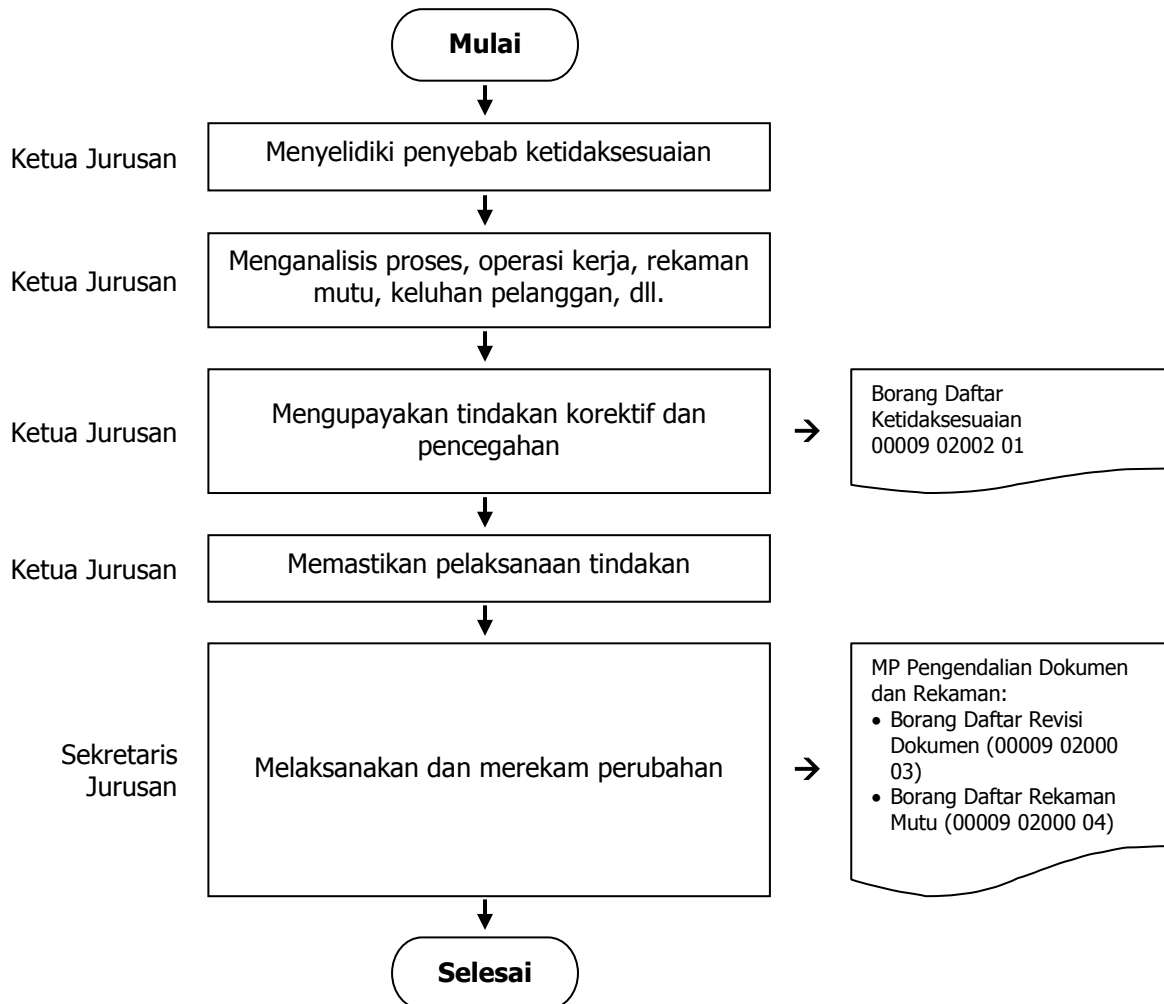 Mulai
Ketua Jurusan
Menyelidiki penyebab ketidaksesuaian
Ketua Jurusan
Menganalisis proses, operasi kerja, rekaman
mutu, keluhan pelanggan, dll.
Ketua Jurusan
Mengupayakan tindakan korektif dan
pencegahan
Borang Daftar
Ketidaksesuaian
00009 02002 01
Ketua Jurusan
Memastikan pelaksanaan tindakan
Sekretaris
Jurusan
Melaksanakan dan merekam perubahan
MP Pengendalian Dokumen
dan Rekaman:
• Borang Daftar Revisi
Dokumen (00009 02000
03)
• Borang Daftar Rekaman
Mutu (00009 02000 04)
Selesai